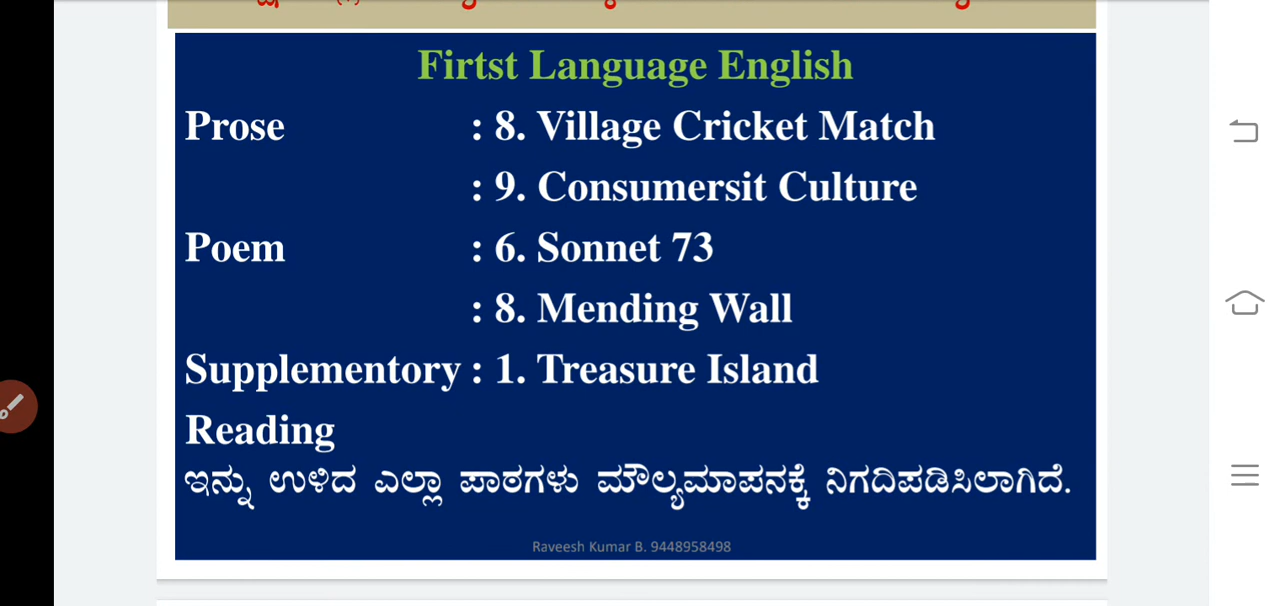 Firtst Language English
Prose : 8. Village Cricket Match
: 9. Consumersit Culture
Poem : 6. Sonnet 73
: 8. Mending Wall
Supplementory : 1. Treasure Island
Reading
ಇನ್ನು ಉಳಿದ ಎಲ್ಲಾ ಪಾಠಗಳು ಮೌಲ್ಯಮಾಪನಕ್ಕೆ ನಿಗದಿಪಡಿಸಿಲಾಗಿದೆ.
Raveesh Kumar B. 9448958498